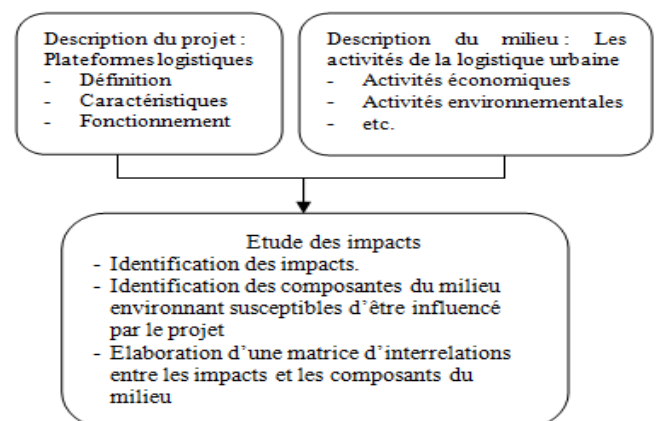 Description du projet :
Plateformes logistiques
- Définition
- Caractéristiques
- Fonctionnement
Description du milieu : Les
activités de la logistique urbaine
- Activités économiques
- Activités environmentales
- etc.
Etude des impacts
- Identification des impacts.
- Identification des composantes du milieu
environnant susceptibles d’être influencé
par le projet
- Elaboration d’une matrice d’interrelations
entre les impacts et les composants du
milieu